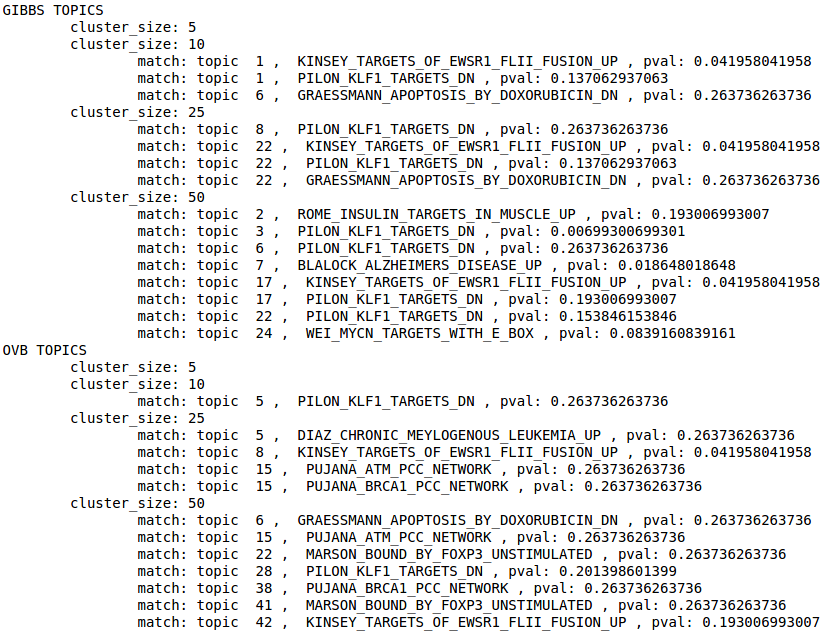 GIBBS TOPICS
cluster_size: 5
cluster_size: 10
match: topic 1 , KINSEY_TARGETS_OF_EWSR1_FLII_FUSION_UP , pval: 0.041958041958
match: topic 1 , PILON_KLF1_TARGETS_DN , pval: 0.137062937063
match: topic 6 , GRAESSMANN_APOPTOSIS_BY_DOXORUBICIN_DN , pval: 0.263736263736
cluster_size: 25
match: topic 8 , PILON_KLF1_TARGETS_DN , pval: 0.263736263736
match: topic 22 , KINSEY_TARGETS_OF_EWSR1_FLII_FUSION_UP , pval: 0.041958041958
match: topic 22 , PILON_KLF1_TARGETS_DN , pval: 0.137062937063
match: topic 22 , GRAESSMANN_APOPTOSIS_BY_DOXORUBICIN_DN , pval: 0.263736263736
cluster_size: 50
match: topic 2 , ROME_INSULIN_TARGETS_IN_MUSCLE_UP , pval: 0.193006993007
match: topic 3 , PILON_KLF1_TARGETS_DN , pval: 0.00699300699301
match: topic 6 , PILON_KLF1_TARGETS_DN , pval: 0.263736263736
match: topic 7 , BLALOCK_ALZHEIMERS_DISEASE_UP , pval: 0.018648018648
match: topic 17 , KINSEY_TARGETS_OF_EWSR1_FLII_FUSION_UP , pval: 0.041958041958
match: topic 17 , PILON_KLF1_TARGETS_DN , pval: 0.193006993007
match: topic 22 , PILON_KLF1_TARGETS_DN , pval: 0.153846153846
match: topic 24 , WEI_MYCN_TARGETS_WITH_E_BOX , pval: 0.0839160839161
OVB TOPICS
cluster_size: 5
cluster_size: 10
match: topic 5 , PILON_KLF1_TARGETS_DN , pval: 0.263736263736
cluster_size: 25
match: topic 5 , DIAZ_CHRONIC_MEYLOGENOUS_LEUKEMIA_UP , pval: 0.263736263736
match: topic 8 , KINSEY_TARGETS_OF_EWSR1_FLII_FUSION_UP , pval: 0.041958041958
match: topic 15 , PUJANA_ATM_PCC_NETWORK , pval: 0.263736263736
match: topic 15 , PUJANA_BRCA1_PCC_NETWORK , pval: 0.263736263736
cluster_size: 50
match: topic 6 , GRAESSMANN_APOPTOSIS_BY_DOXORUBICIN_DN , pval: 0.263736263736
match: topic 15 , PUJANA_ATM_PCC_NETWORK , pval: 0.263736263736
match: topic 22 , MARSON_BOUND_BY_FOXP3_UNSTIMULATED , pval: 0.263736263736
match: topic 28 , PILON_KLF1_TARGETS_DN , pval: 0.201398601399
match: topic 38 , PUJANA_BRCA1_PCC_NETWORK , pval: 0.263736263736
match: topic 41 , MARSON_BOUND_BY_FOXP3_UNSTIMULATED , pval: 0.263736263736
match: topic 42 , KINSEY_TARGETS_OF_EWSR1_FLII_FUSION_UP , pval: 0.193006993007